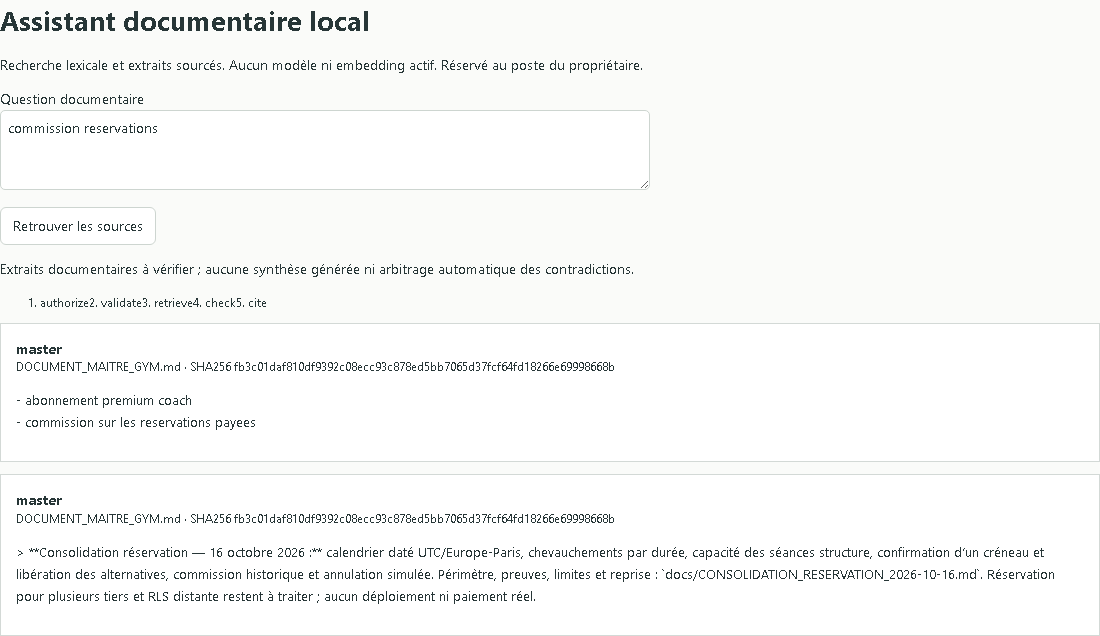 Assistant documentaire local
Recherche lexicale et extraits sourcés. Aucun modèle ni embedding actif. Réservé au poste du propriétaire.
Question documentaire
commission reservations
Retrouver les sources
Extraits documentaires à vérifier ; aucune synthèse générée ni arbitrage automatique des contradictions.
1. authorize2. validate3. retrieve4. check5. cite
master
DOCUMENT_MAITRE_GYM.md · SHA256 fb3c01daf810df9392c08ecc93c878ed5bb7065d37fcf64fd18266e69998668b
- abonnement premium coach
- commission sur les reservations payees
master
DOCUMENT_MAITRE_GYM.md · SHA256 fb3c01daf810df9392c08ecc93c878ed5bb7065d37fcf64fd18266e69998668b
> **Consolidation réservation — 16 octobre 2026 :** calendrier daté UTC/Europe-Paris, chevauchements par durée, capacité des séances structure, confirmation d’un créneau et
libération des alternatives, commission historique et annulation simulée. Périmètre, preuves, limites et reprise : `docs/CONSOLIDATION_RESERVATION_2026-10-16.md`. Réservation
pour plusieurs tiers et RLS distante restent à traiter ; aucun déploiement ni paiement réel.